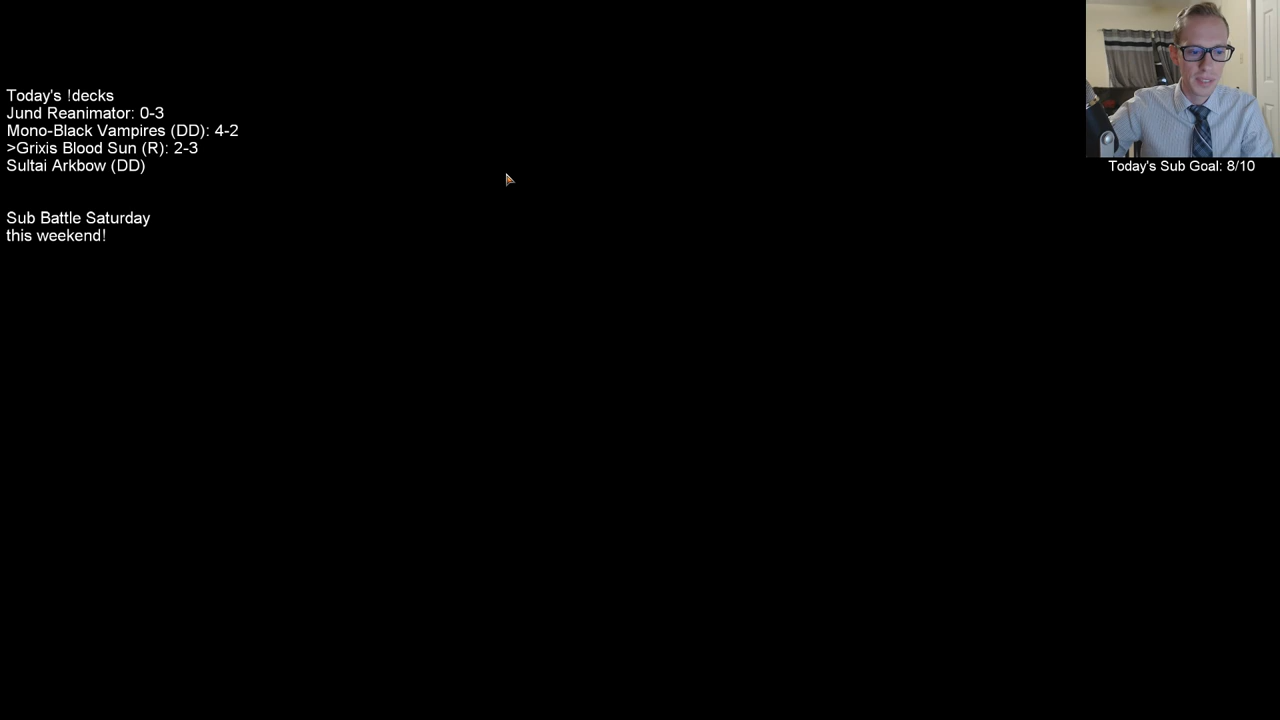 Today's !decks
Jund Reanimator: 0-3
Mono-Black Vampires (DD): 4-2
>Grixis Blood Sun (R): 2-3
Sultai Arkbow (DD)
Sub Battle Saturday
this weekend!
Today's Sub Goal: 8/10